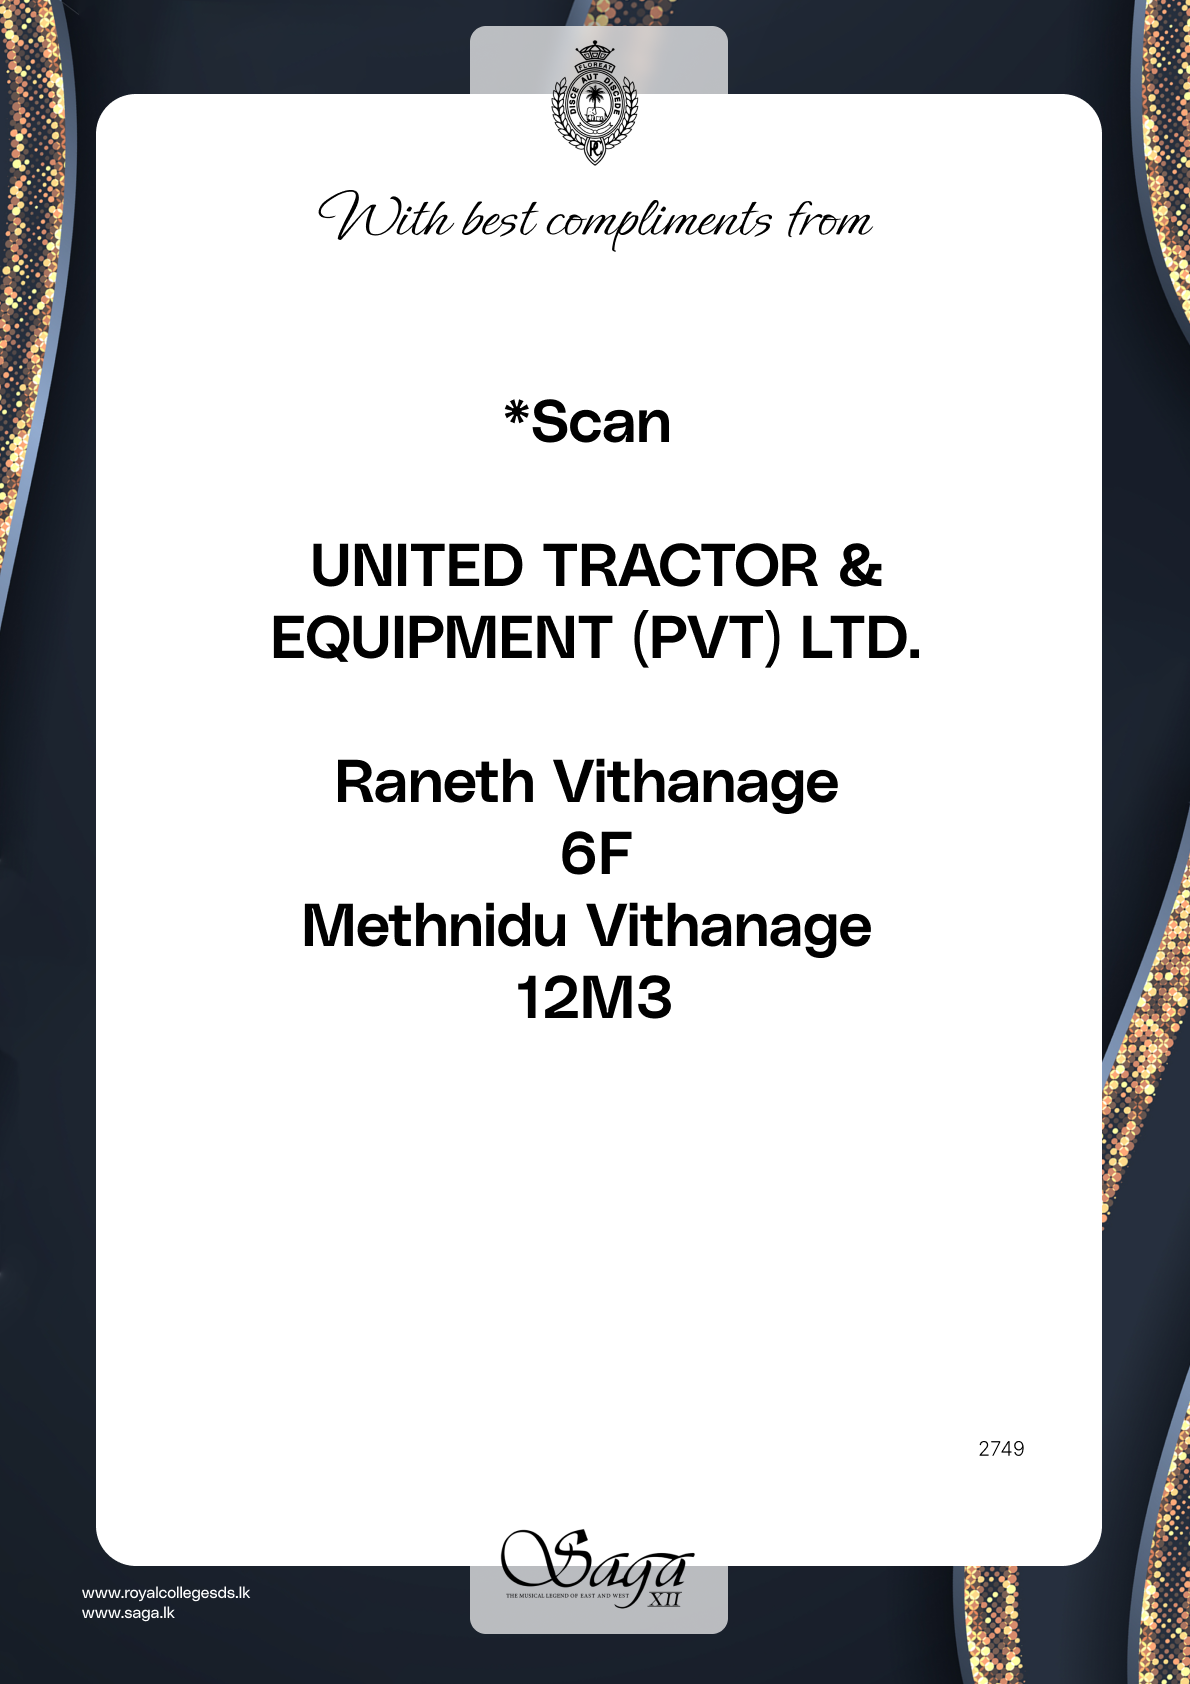 FLOREAT
DISCE AUT DISCEDE
RC
With best compliments from
*Scan
UNITED TRACTOR &
EQUIPMENT (PVT) LTD.
Raneth Vithanage
6F
Methnidu Vithanage
12M3
2749
Saga
THE MUSICAL LEGEND OF EAST AND WEST
XII
www.royalcollegesds.lk
www.saga.lk